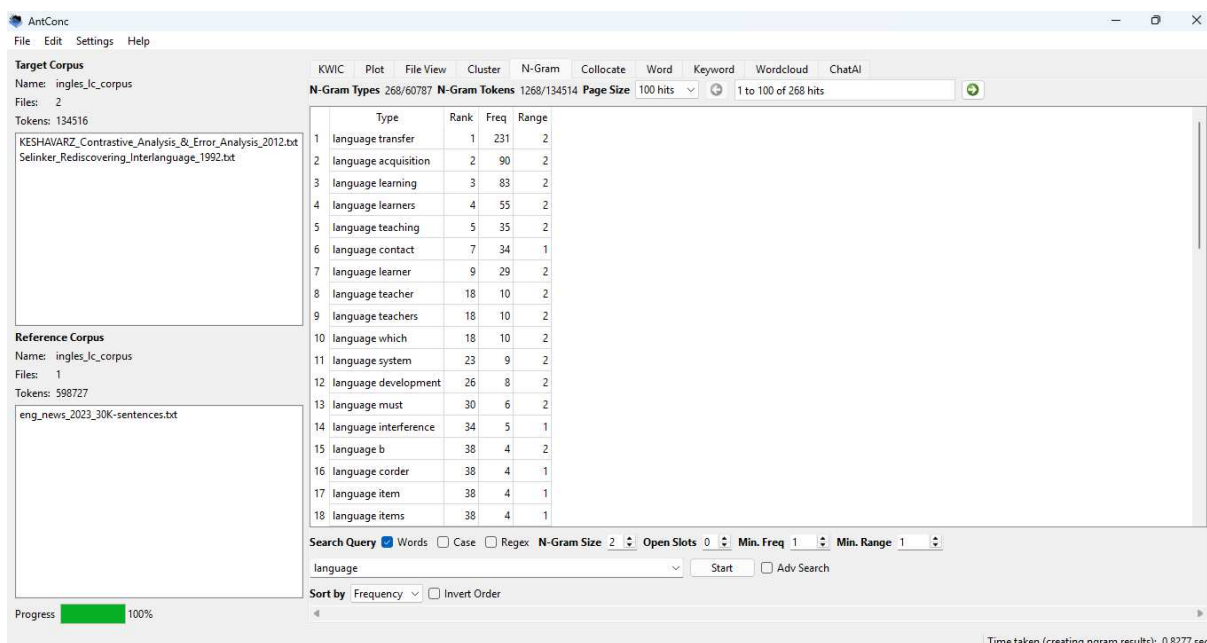 AntConc
File Edit Settings Help
Target Corpus
Name: ingles_lc_corpus
Files: 2
Tokens: 134516
KESHAVARZ_Contrastive_Analysis_&_Error_Analysis_2012.txt
Selinker_Rediscovering_Interlanguage_1992.txt
Reference Corpus
Name: ingles_lc_corpus
Files: 1
Tokens: 598727
eng_news_2023_30K-sentences.txt
Progress 100%
KWIC Plot File View Cluster N-Gram Collocate Word Keyword Wordcloud ChatAI
N-Gram Types 268/60787 N-Gram Tokens 1268/134514 Page Size 100 hits 1 to 100 of 268 hits
Type Rank Freq Range
1 language transfer 1 231 2
2 language acquisition 2 90 2
3 language learning 3 83 2
4 language learners 4 55 2
5 language teaching 5 35 2
6 language contact 7 34 1
7 language learner 9 29 2
8 language teacher 18 10 2
9 language teachers 18 10 2
10 language which 18 10 2
11 language system 23 9 2
12 language development 26 8 2
13 language must 30 6 2
14 language interference 34 5 1
15 language b 38 4 2
16 language corder 38 4 1
17 language item 38 4 1
18 language items 38 4 1
Search Query Words Case Regex N-Gram Size 2 Open Slots 0 Min. Freq 1 Min. Range 1
language Start Adv Search
Sort by Frequency Invert Order
Time taken (creating ngram results): 0.8277 sec